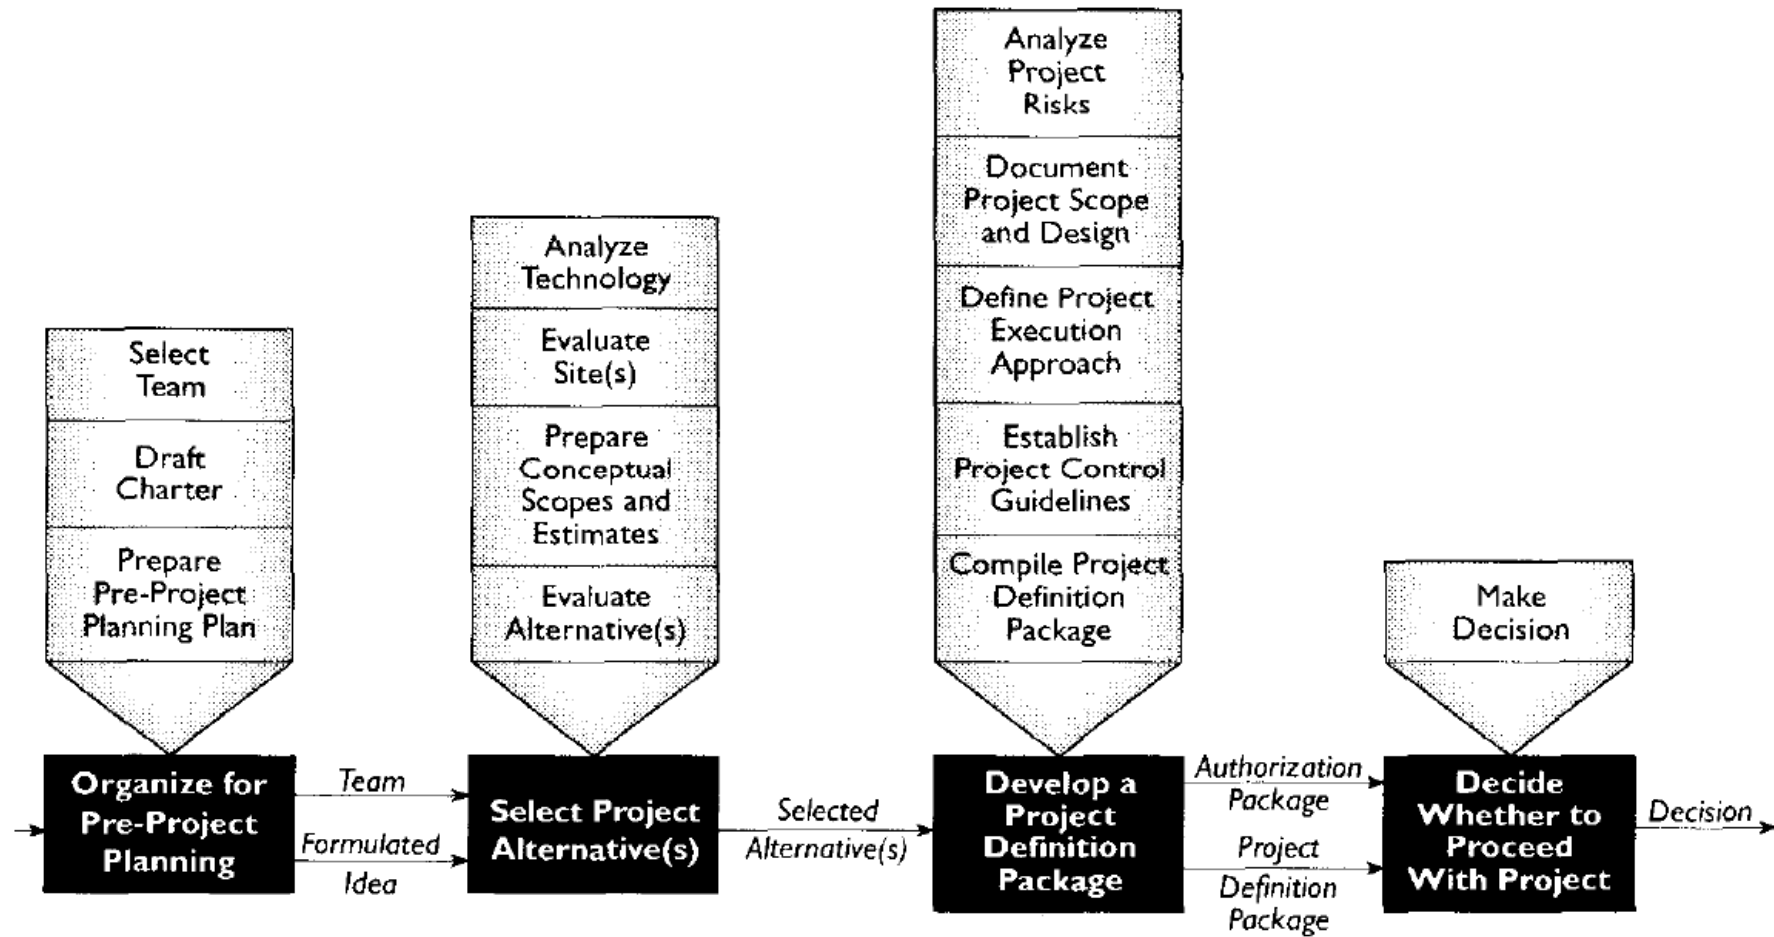 Select
Team
Draft
Charter
Prepare
Pre-Project
Planning Plan
Organize for
Pre-Project
Planning
Team
Formulated
Idea
Analyze
Technology
Evaluate
Site(s)
Prepare
Conceptual
Scopes and
Estimates
Evaluate
Alternative(s)
Select Project
Alternative(s)
Selected
Alternative(s)
Analyze
Project
Risks
Document
Project Scope
and Design
Define Project
Execution
Approach
Establish
Project Control
Guidelines
Compile Project
Definition
Package
Develop a
Project
Definition
Package
Authorization
Package
Project
Definition
Package
Make
Decision
Decide
Whether to
Proceed
With Project
Decision